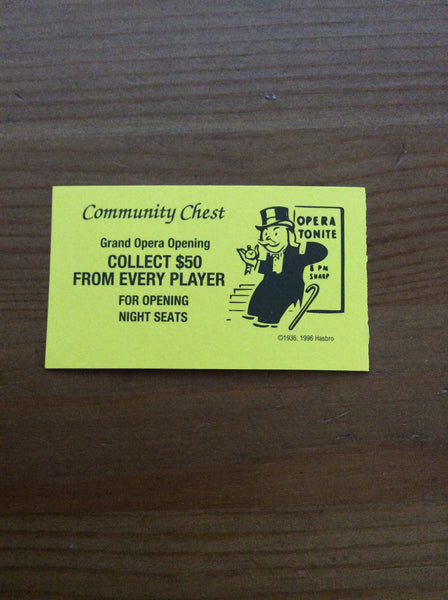 Community Chest
Grand Opera Opening
COLLECT $50
FROM EVERY PLAYER
FOR OPENING
NIGHT SEATS
OPERA
TONITE
8 PM
SHARP
©1936, 1996 Hasbro